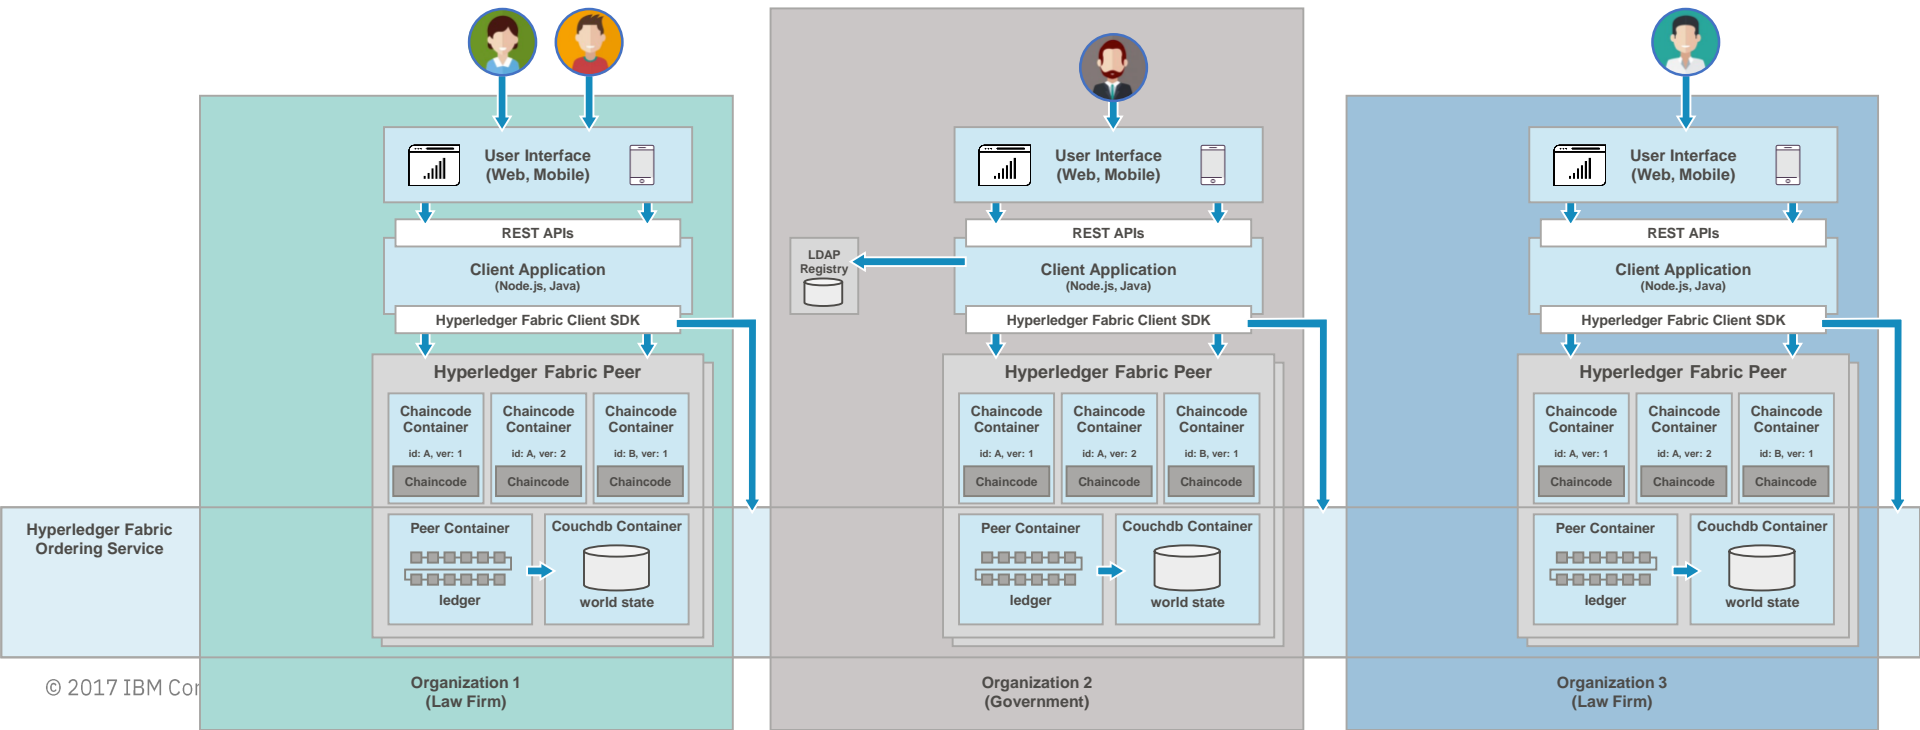 User Interface
(Web, Mobile)
REST APIs
Client Application
(Node.js, Java)
Hyperledger Fabric Client SDK
Hyperledger Fabric Peer
Chaincode
Container
id: A, ver: 1
Chaincode
Chaincode
Container
id: A, ver: 2
Chaincode
Chaincode
Container
id: B, ver: 1
Chaincode
Peer Container
ledger
Couchdb Container
world state
Organization 1
(Law Firm)
User Interface
(Web, Mobile)
REST APIs
LDAP
Registry
Client Application
(Node.js, Java)
Hyperledger Fabric Client SDK
Hyperledger Fabric Peer
Chaincode
Container
id: A, ver: 1
Chaincode
Chaincode
Container
id: A, ver: 2
Chaincode
Chaincode
Container
id: B, ver: 1
Chaincode
Peer Container
ledger
Couchdb Container
world state
Organization 2
(Government)
User Interface
(Web, Mobile)
REST APIs
Client Application
(Node.js, Java)
Hyperledger Fabric Client SDK
Hyperledger Fabric Peer
Chaincode
Container
id: A, ver: 1
Chaincode
Chaincode
Container
id: A, ver: 2
Chaincode
Chaincode
Container
id: B, ver: 1
Chaincode
Peer Container
ledger
Couchdb Container
world state
Organization 3
(Law Firm)
Hyperledger Fabric
Ordering Service
© 2017 IBM